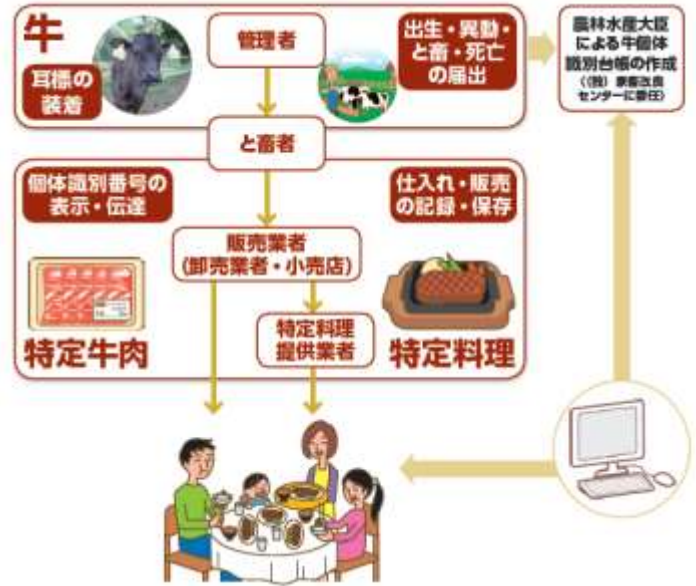 牛
耳標の
装着
管理者
出生・異動・
と畜・死亡
の届出
農林水産大臣
による牛個体
識別台帳の作成
（(独)家畜改良
センターに委任）
と畜者
個体識別番号の
表示・伝達
仕入れ・販売
の記録・保存
販売業者
(卸売業者・小売店)
特定牛肉
特定料理
提供業者
特定料理